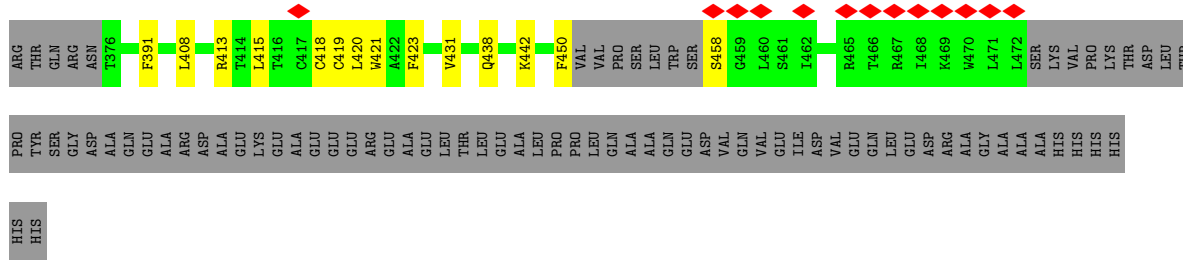 ARG THR GLN ARG ASN T376 F391 L408 R413 T414 L415 T416 C417 C418 C419 L420 W421 A422 F423 V431 Q438 K442 F450 VAL VAL PRO SER LEU TRP SER S458 G459 L460 S461 I462 R465 T466 R467 I468 K469 W470 L471 L472 SER LYS VAL PRO LYS THR ASP LEU
PRO TYR SER GLY ASP ALA GLN GLU ALA ARG ASP ALA GLU LYS GLU ALA GLU GLU GLU ARG GLU ALA GLU LEU THR LEU GLU ALA LEU PRO PRO LEU GLN ALA ALA GLN GLU ASP VAL GLN VAL GLU ILE ASP VAL GLU GLN LEU GLU ASP ARG ALA GLY ALA ALA ALA HIS HIS HIS HIS
HIS HIS